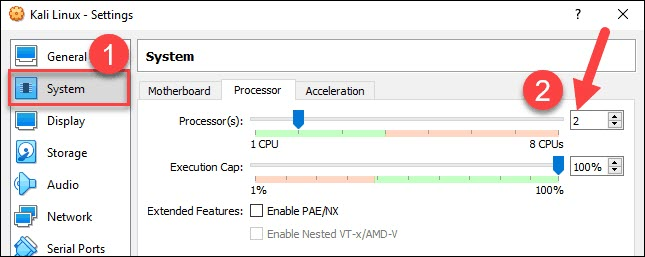 Kali Linux - Settings
? ×
General
System
Display
Storage
Audio
Network
Serial Ports
1
System
Motherboard Processor Acceleration
2
Processor(s): 2
1 CPU 8 CPUs
Execution Cap: 100%
1% 100%
Extended Features: Enable PAE/NX
Enable Nested VT-x/AMD-V